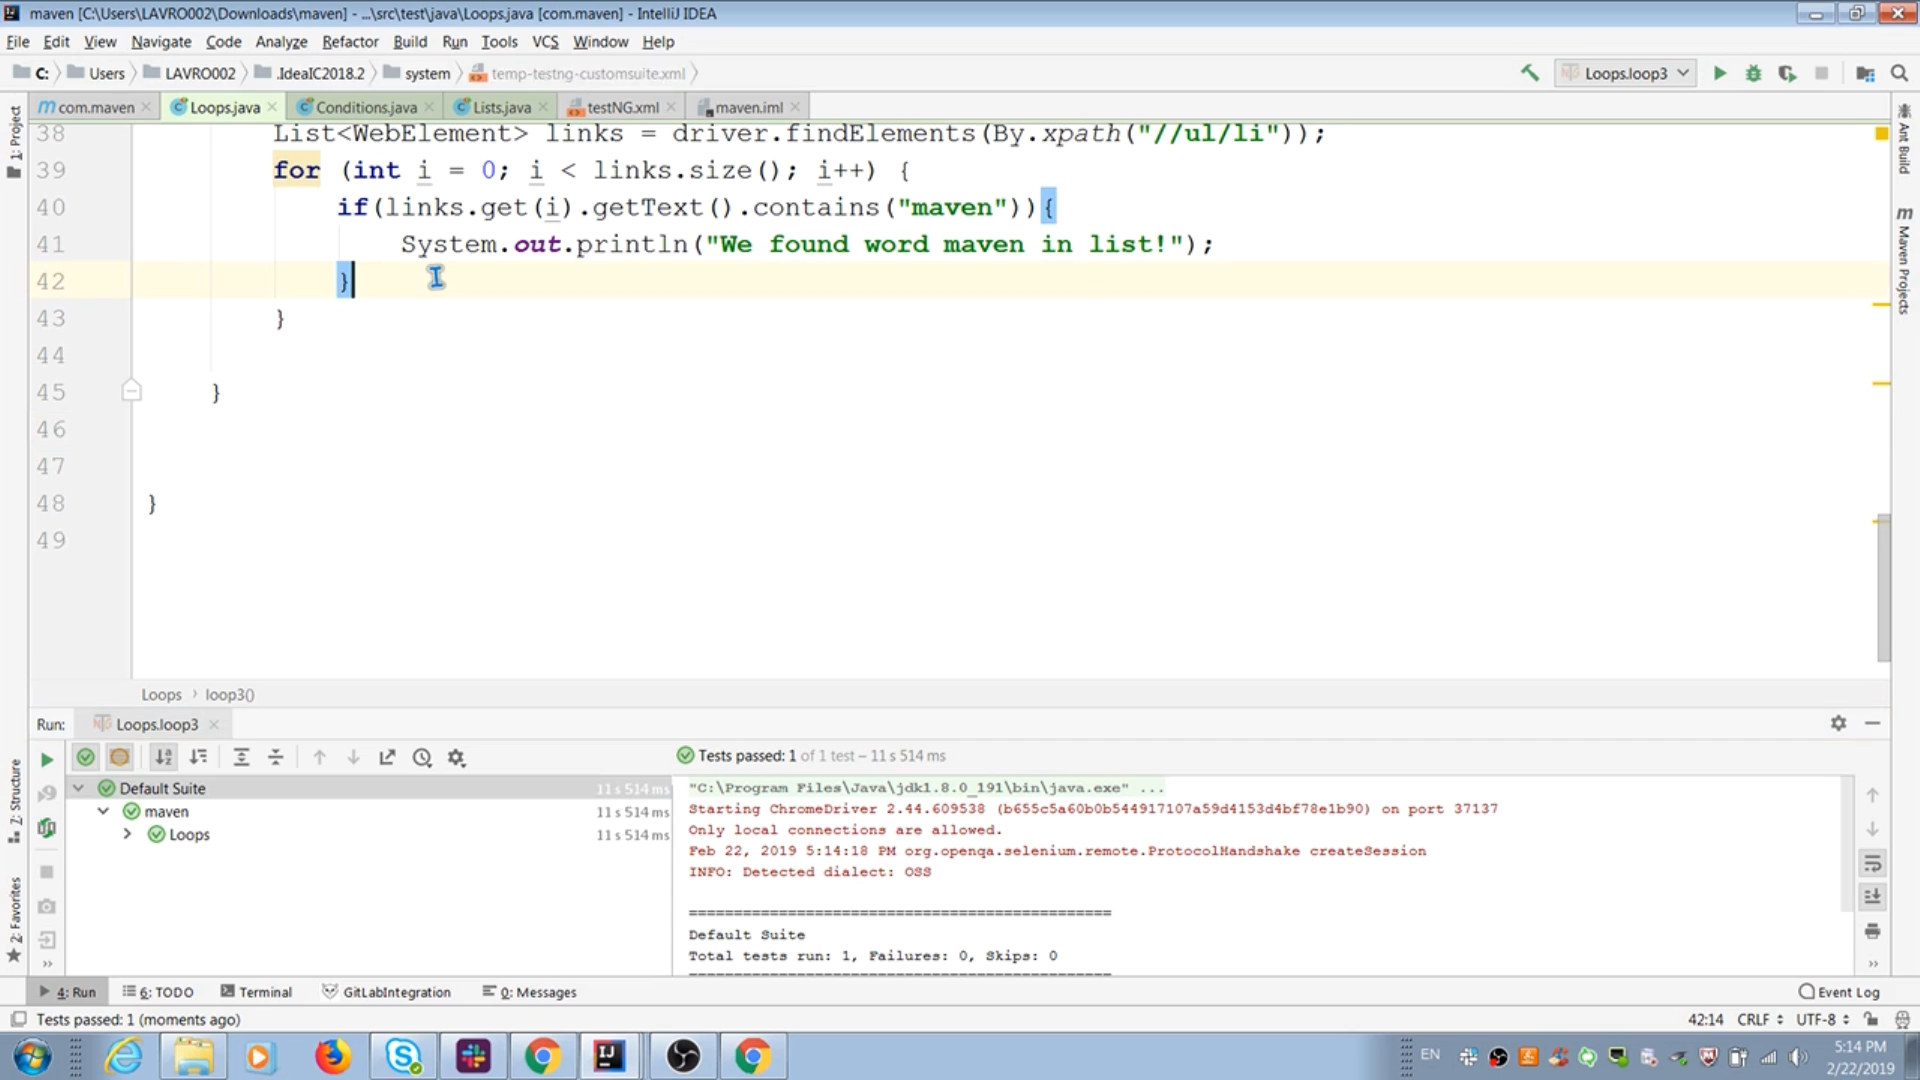 maven [C:\Users\LAVRO002\Downloads\maven] - ...\src\test\java\Loops.java [com.maven] - IntelliJ IDEA
File Edit View Navigate Code Analyze Refactor Build Run Tools VCS Window Help
C: Users LAVRO002 .IdeaIC2018.2 system temp-testng-customsuite.xml Loops.loop3
com.maven Loops.java Conditions.java Lists.java testNG.xml maven.iml
1: Project
Ant Build
Maven Projects
38 List<WebElement> links = driver.findElements(By.xpath("//ul/li"));
39 for (int i = 0; i < links.size(); i++) {
40 if(links.get(i).getText().contains("maven")){
41 System.out.println("We found word maven in list!");
42 }
43 }
44
45 }
46
47
48 }
49
Loops > loop3()
Run: Loops.loop3
Z: Structure
2: Favorites
Tests passed: 1 of 1 test – 11 s 514 ms
Default Suite 11 s 514 ms
maven 11 s 514 ms
Loops 11 s 514 ms
"C:\Program Files\Java\jdk1.8.0_191\bin\java.exe" ...
Starting ChromeDriver 2.44.609538 (b655c5a60b0b544917107a59d4153d4bf78e1b90) on port 37137
Only local connections are allowed.
Feb 22, 2019 5:14:18 PM org.openqa.selenium.remote.ProtocolHandshake createSession
INFO: Detected dialect: OSS
===============================================
Default Suite
Total tests run: 1, Failures: 0, Skips: 0
===============================================
4: Run 6: TODO Terminal GitLabIntegration 0: Messages Event Log
Tests passed: 1 (moments ago) 42:14 CRLF UTF-8
EN 5:14 PM
2/22/2019